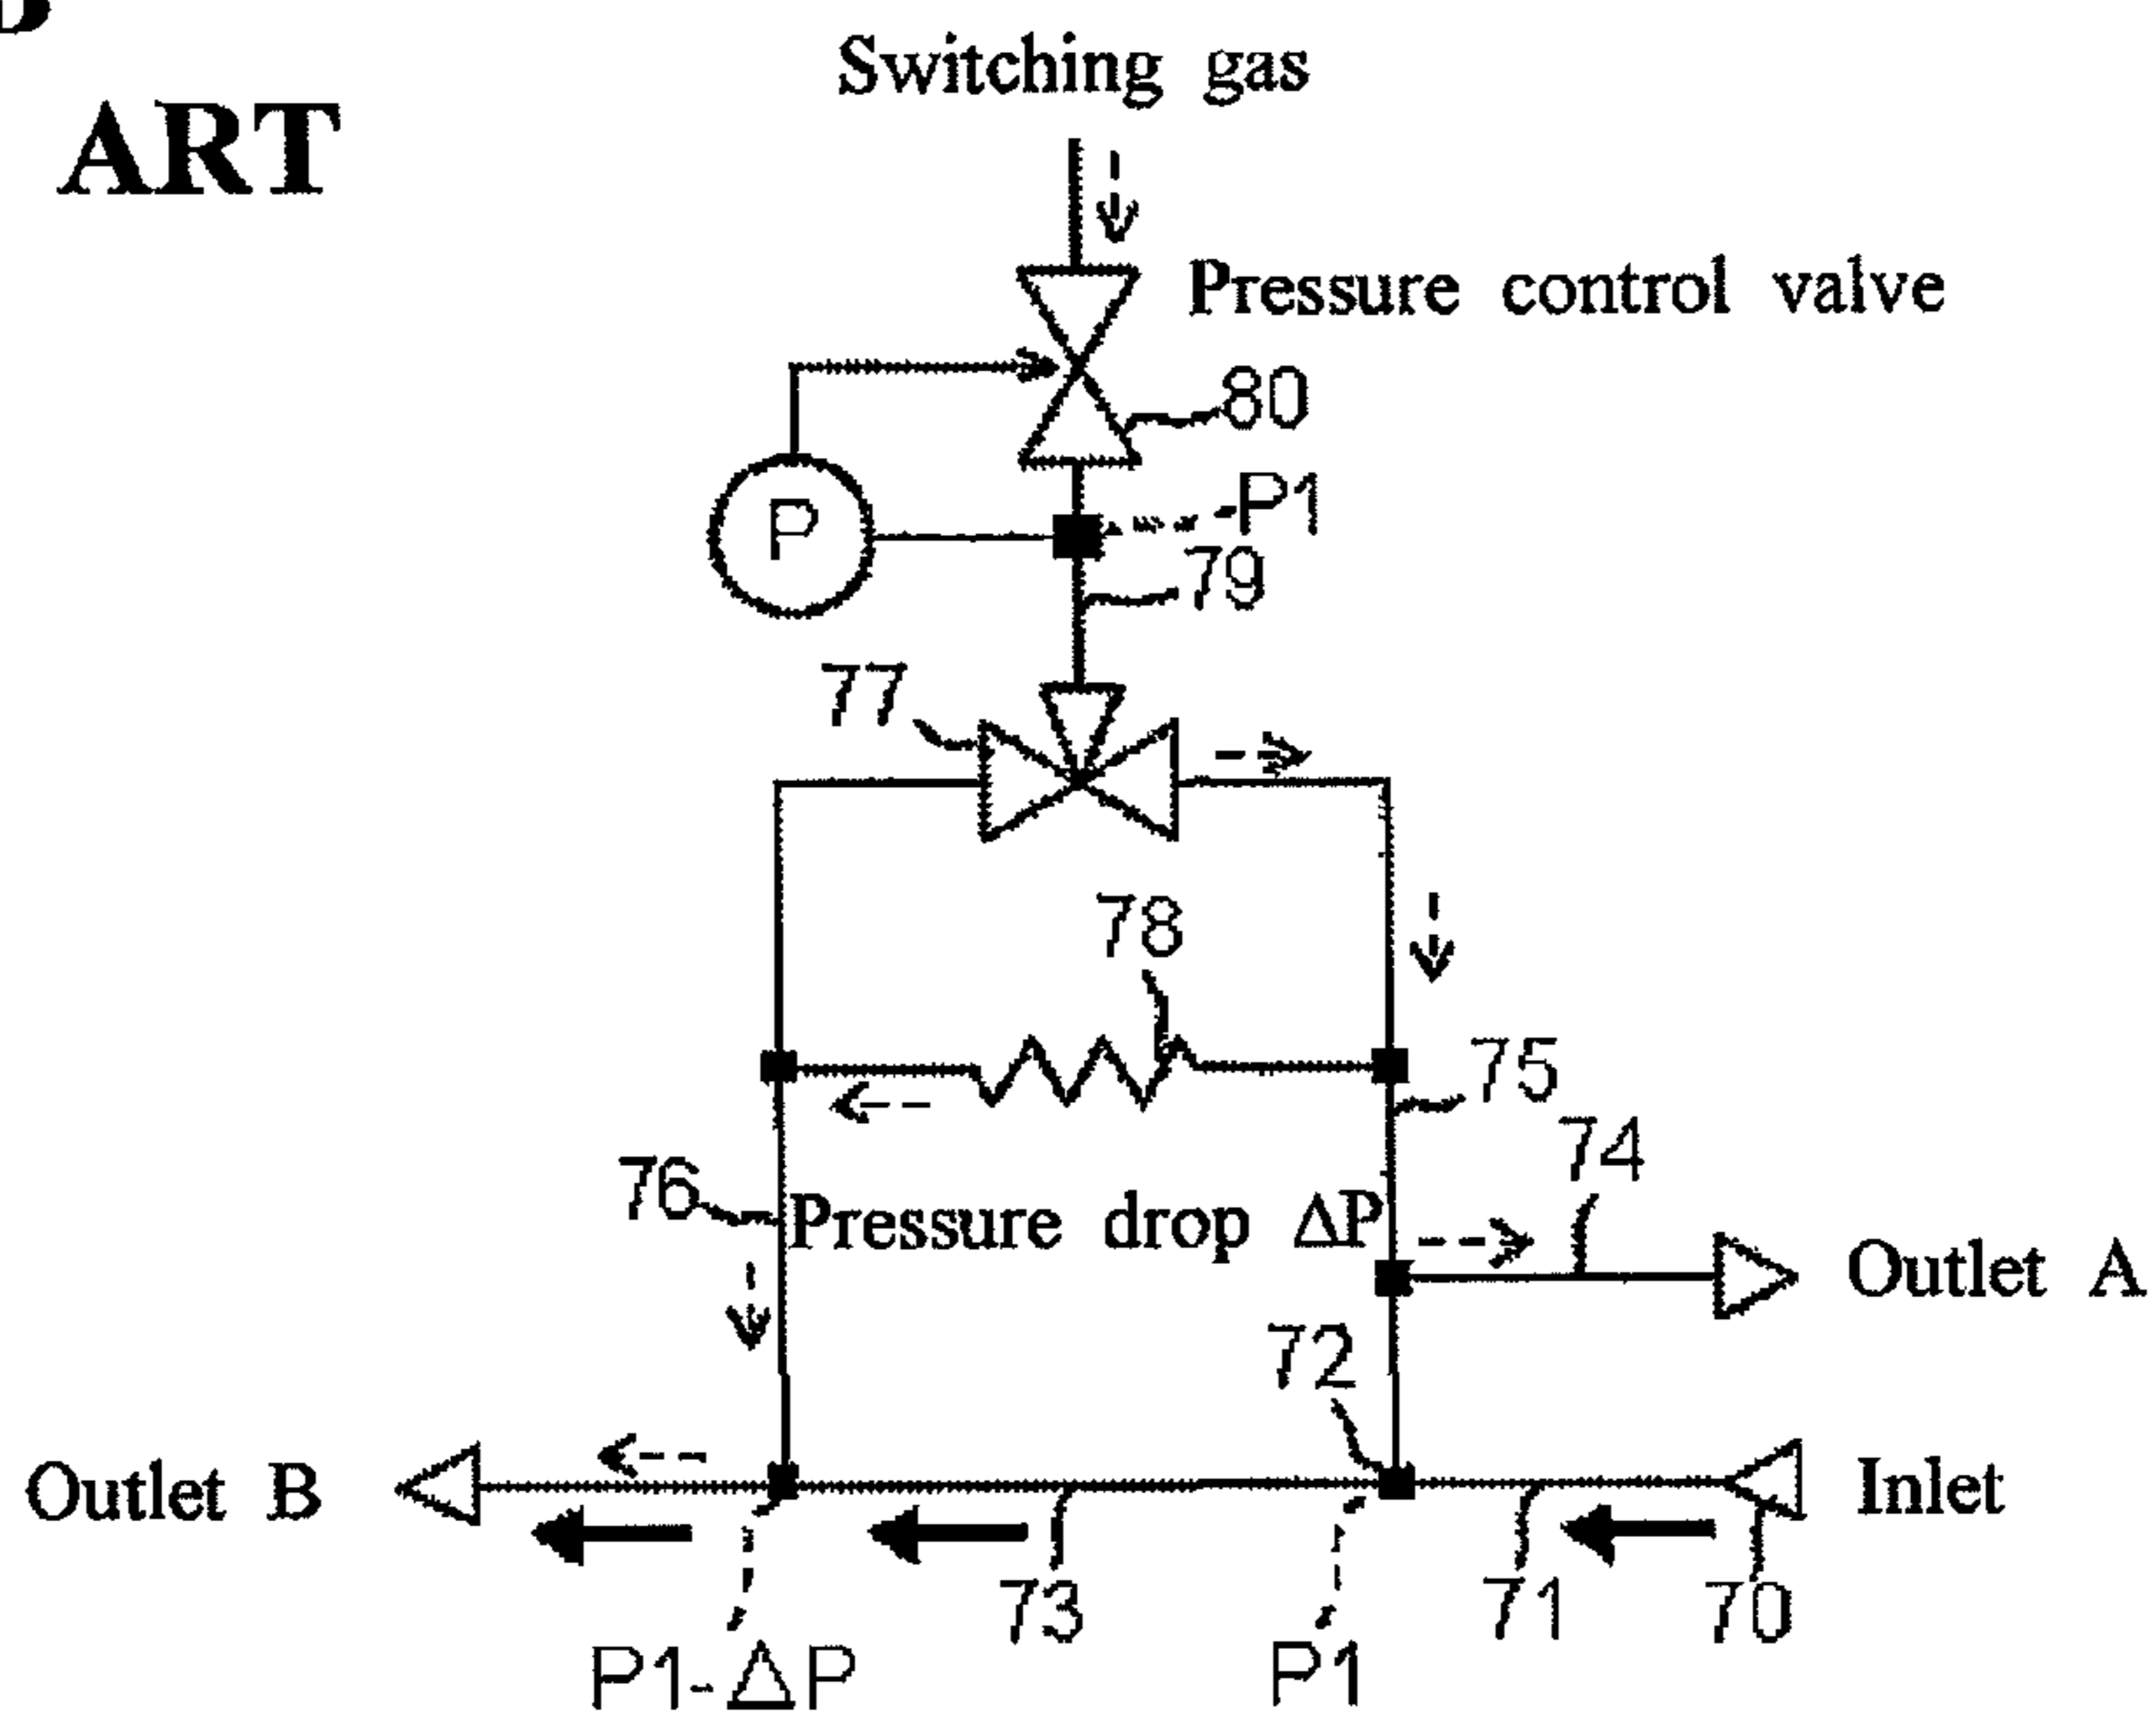 ART
Switching gas
Pressure control valve
80
P1
P
79
77
78
75
74
76
Pressure drop ΔP
Outlet A
72
Outlet B
Inlet
73
71
70
P1-ΔP
P1